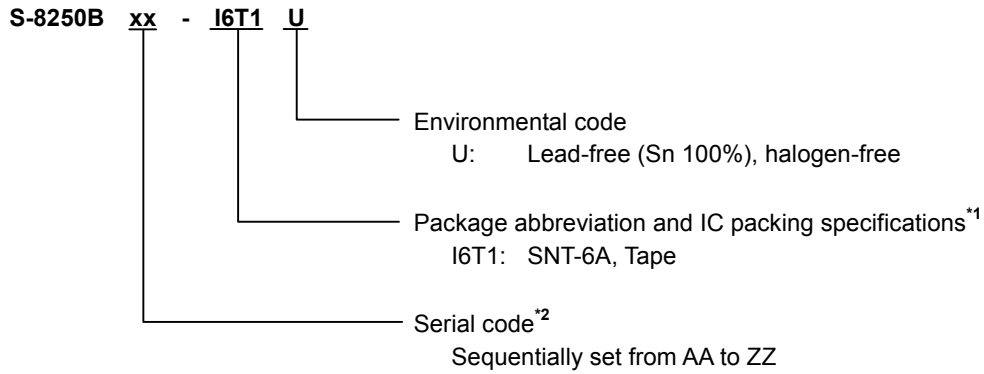 S-8250B xx - I6T1 U
Environmental code
U: Lead-free (Sn 100%), halogen-free
Package abbreviation and IC packing specifications*1
I6T1: SNT-6A, Tape
Serial code*2
Sequentially set from AA to ZZ